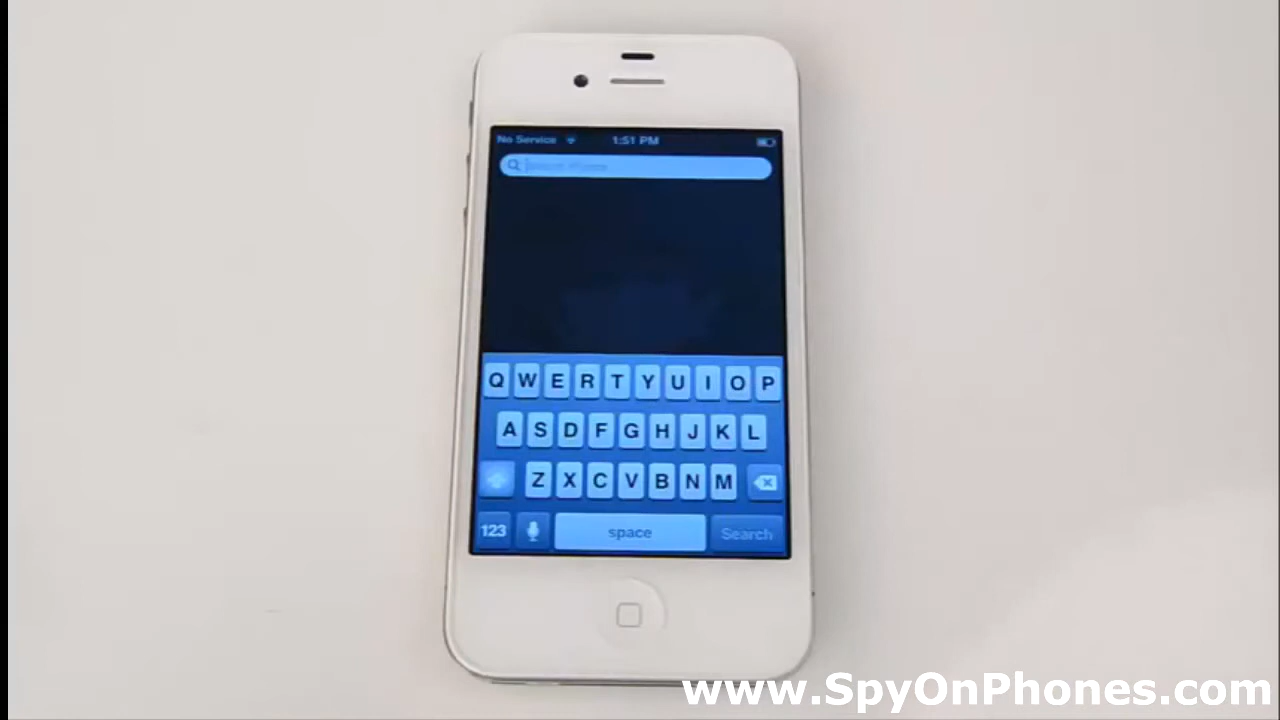 No Service 1:51 PM
Q W E R T Y U I O P
A S D F G H J K L
Z X C V B N M
123 space Search
www.SpyOnPhones.com